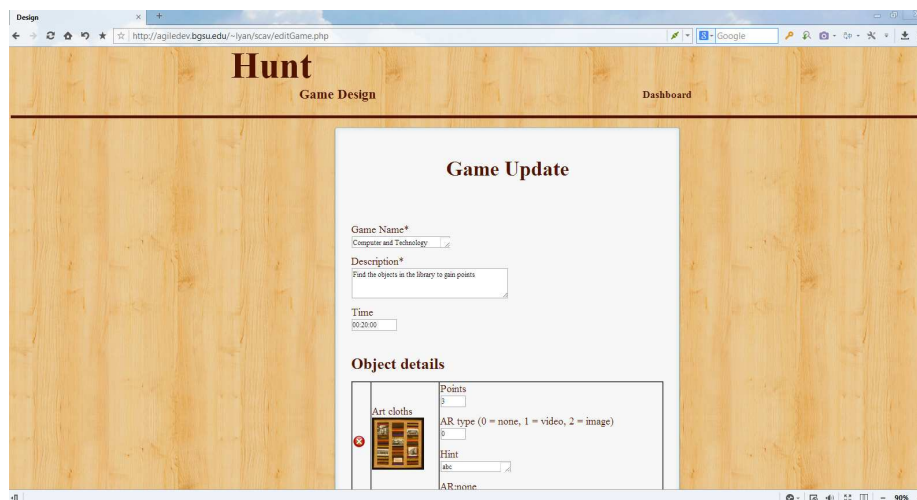 Design
http://agiledev.bgsu.edu/~lyan/scav/editGame.php
Google
Hunt
Game Design
Dashboard
Game Update
Game Name*
Computer and Technology
Description*
Find the objects in the library to gain points
Time
00:20:00
Object details
Art cloths
Points
3
AR type (0 = none, 1 = video, 2 = image)
0
Hint
abc
AR:none
90%